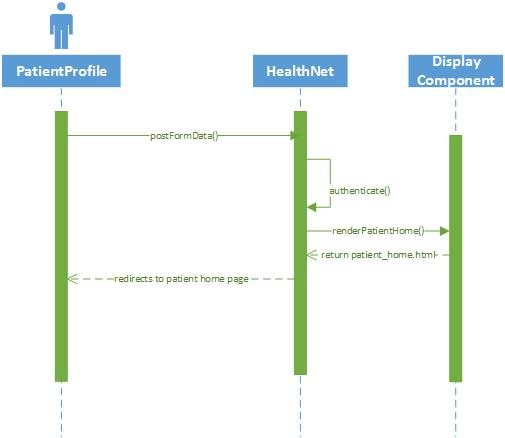 PatientProfile
HealthNet
Display
Component
postFormData()
authenticate()
renderPatientHome()
return patient_home.html
redirects to patient home page